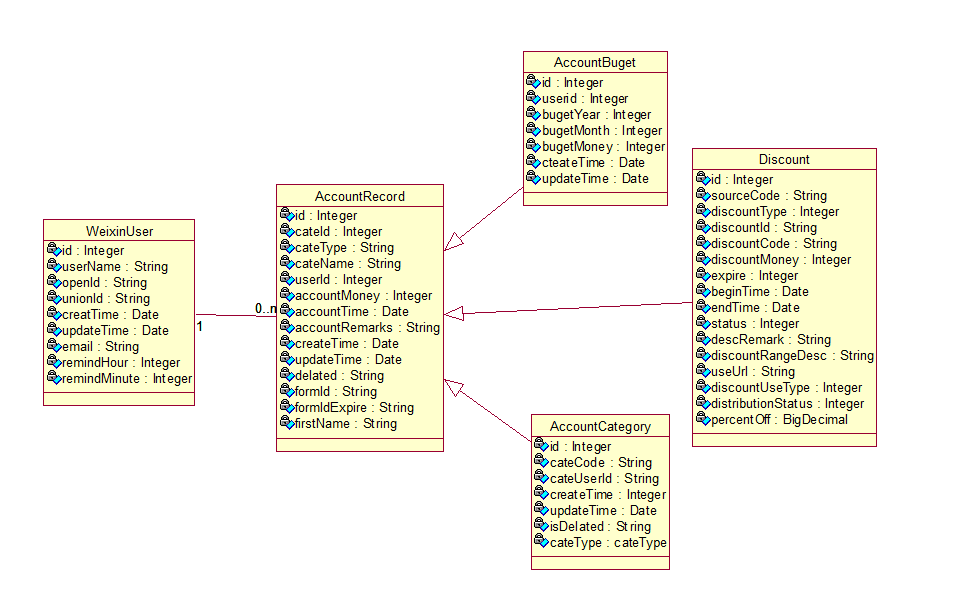 WeixinUser
id : Integer
userName : String
openId : String
unionId : String
creatTime : Date
updateTime : Date
email : String
remindHour : Integer
remindMinute : Integer
1
0..n
AccountRecord
id : Integer
cateId : Integer
cateType : String
cateName : String
userId : Integer
accountMoney : Integer
accountTime : Date
accountRemarks : String
createTime : Date
updateTime : Date
delated : String
formId : String
formIdExpire : String
firstName : String
AccountBuget
id : Integer
userid : Integer
bugetYear : Integer
bugetMonth : Integer
bugetMoney : Integer
cteateTime : Date
updateTime : Date
AccountCategory
id : Integer
cateCode : String
cateUserId : String
createTime : Integer
updateTime : Date
isDelated : String
cateType : cateType
Discount
id : Integer
sourceCode : String
discountType : Integer
discountId : String
discountCode : String
discountMoney : Integer
expire : Integer
beginTime : Date
endTime : Date
status : Integer
descRemark : String
discountRangeDesc : String
useUrl : String
discountUseType : Integer
distributionStatus : Integer
percentOff : BigDecimal